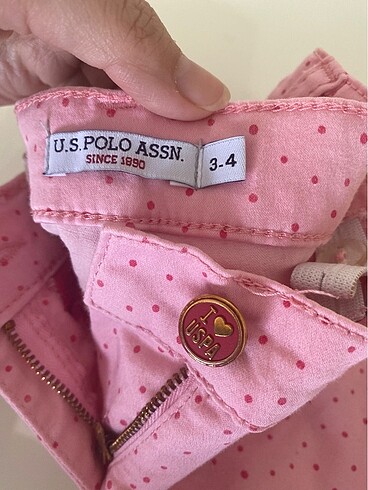 U.S. POLO ASSN.
SINCE 1890
3-4
I
USPA